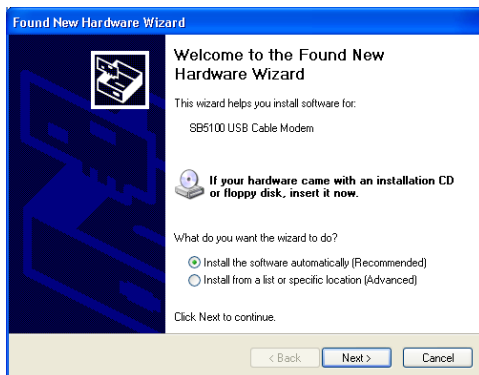 Found New Hardware Wizard
Welcome to the Found New
Hardware Wizard
This wizard helps you install software for:
SB5100 USB Cable Modem
If your hardware came with an installation CD
or floppy disk, insert it now.
What do you want the wizard to do?
Install the software automatically (Recommended)
Install from a list or specific location (Advanced)
Click Next to continue.
< Back
Next >
Cancel